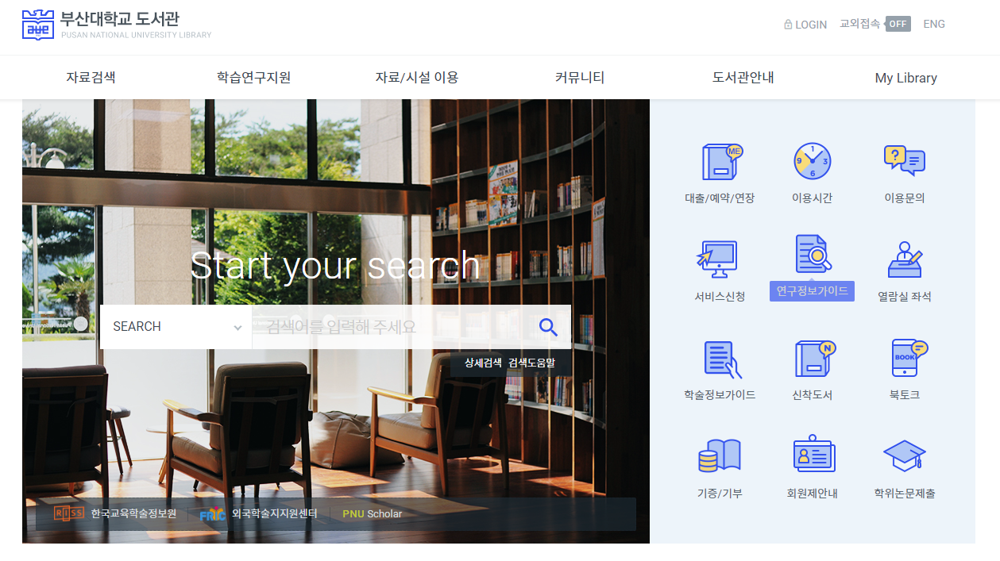 부산대학교 도서관
PUSAN NATIONAL UNIVERSITY LIBRARY
LOGIN 교외접속 OFF ENG
자료검색 학습연구지원 자료/시설 이용 커뮤니티 도서관안내 My Library
Start your search
SEARCH 검색어를 입력해 주세요
상세검색 검색도움말
RISS 한국교육학술정보원 FRIC 외국학술지지원센터 PNU Scholar
ME
1 3 6 9
?
대출/예약/연장 이용시간 이용문의
서비스신청 연구정보가이드 열람실 좌석
N
BOOK
학술정보가이드 신착도서 북토크
기증/기부 회원제안내 학위논문제출